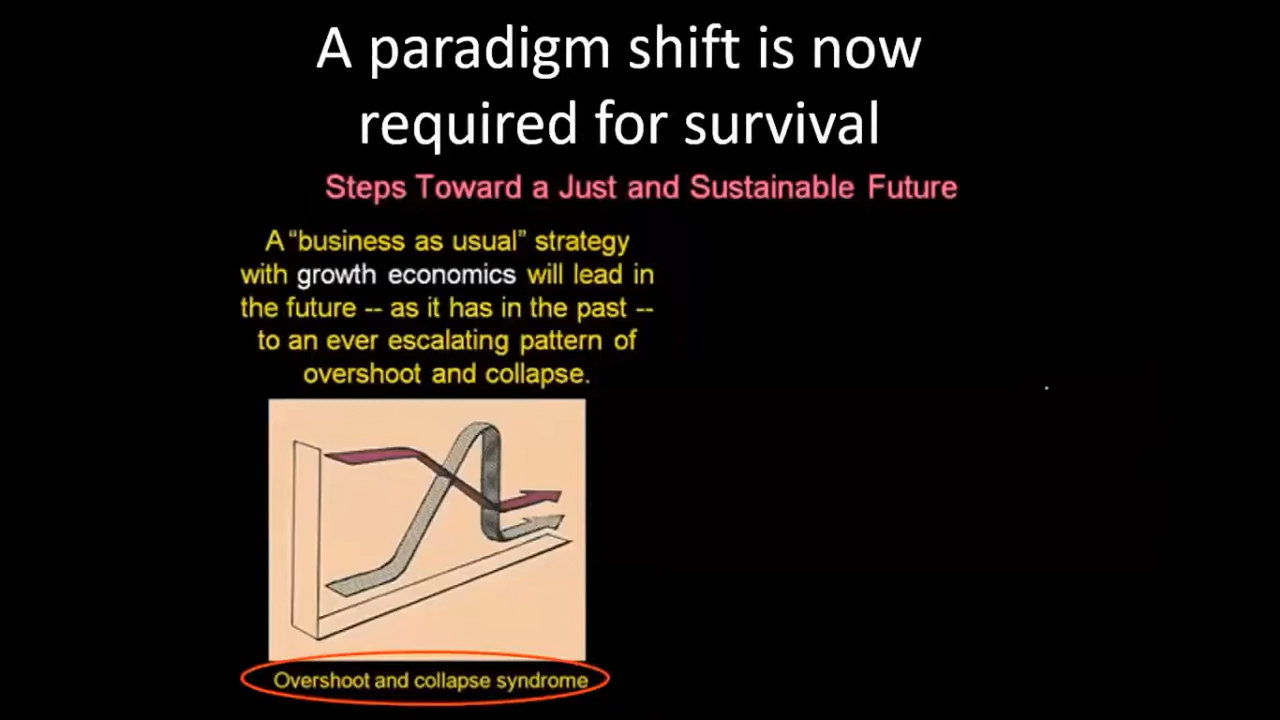 A paradigm shift is now
required for survival
Steps Toward a Just and Sustainable Future
A “business as usual” strategy
with growth economics will lead in
the future -- as it has in the past --
to an ever escalating pattern of
overshoot and collapse.
Overshoot and collapse syndrome